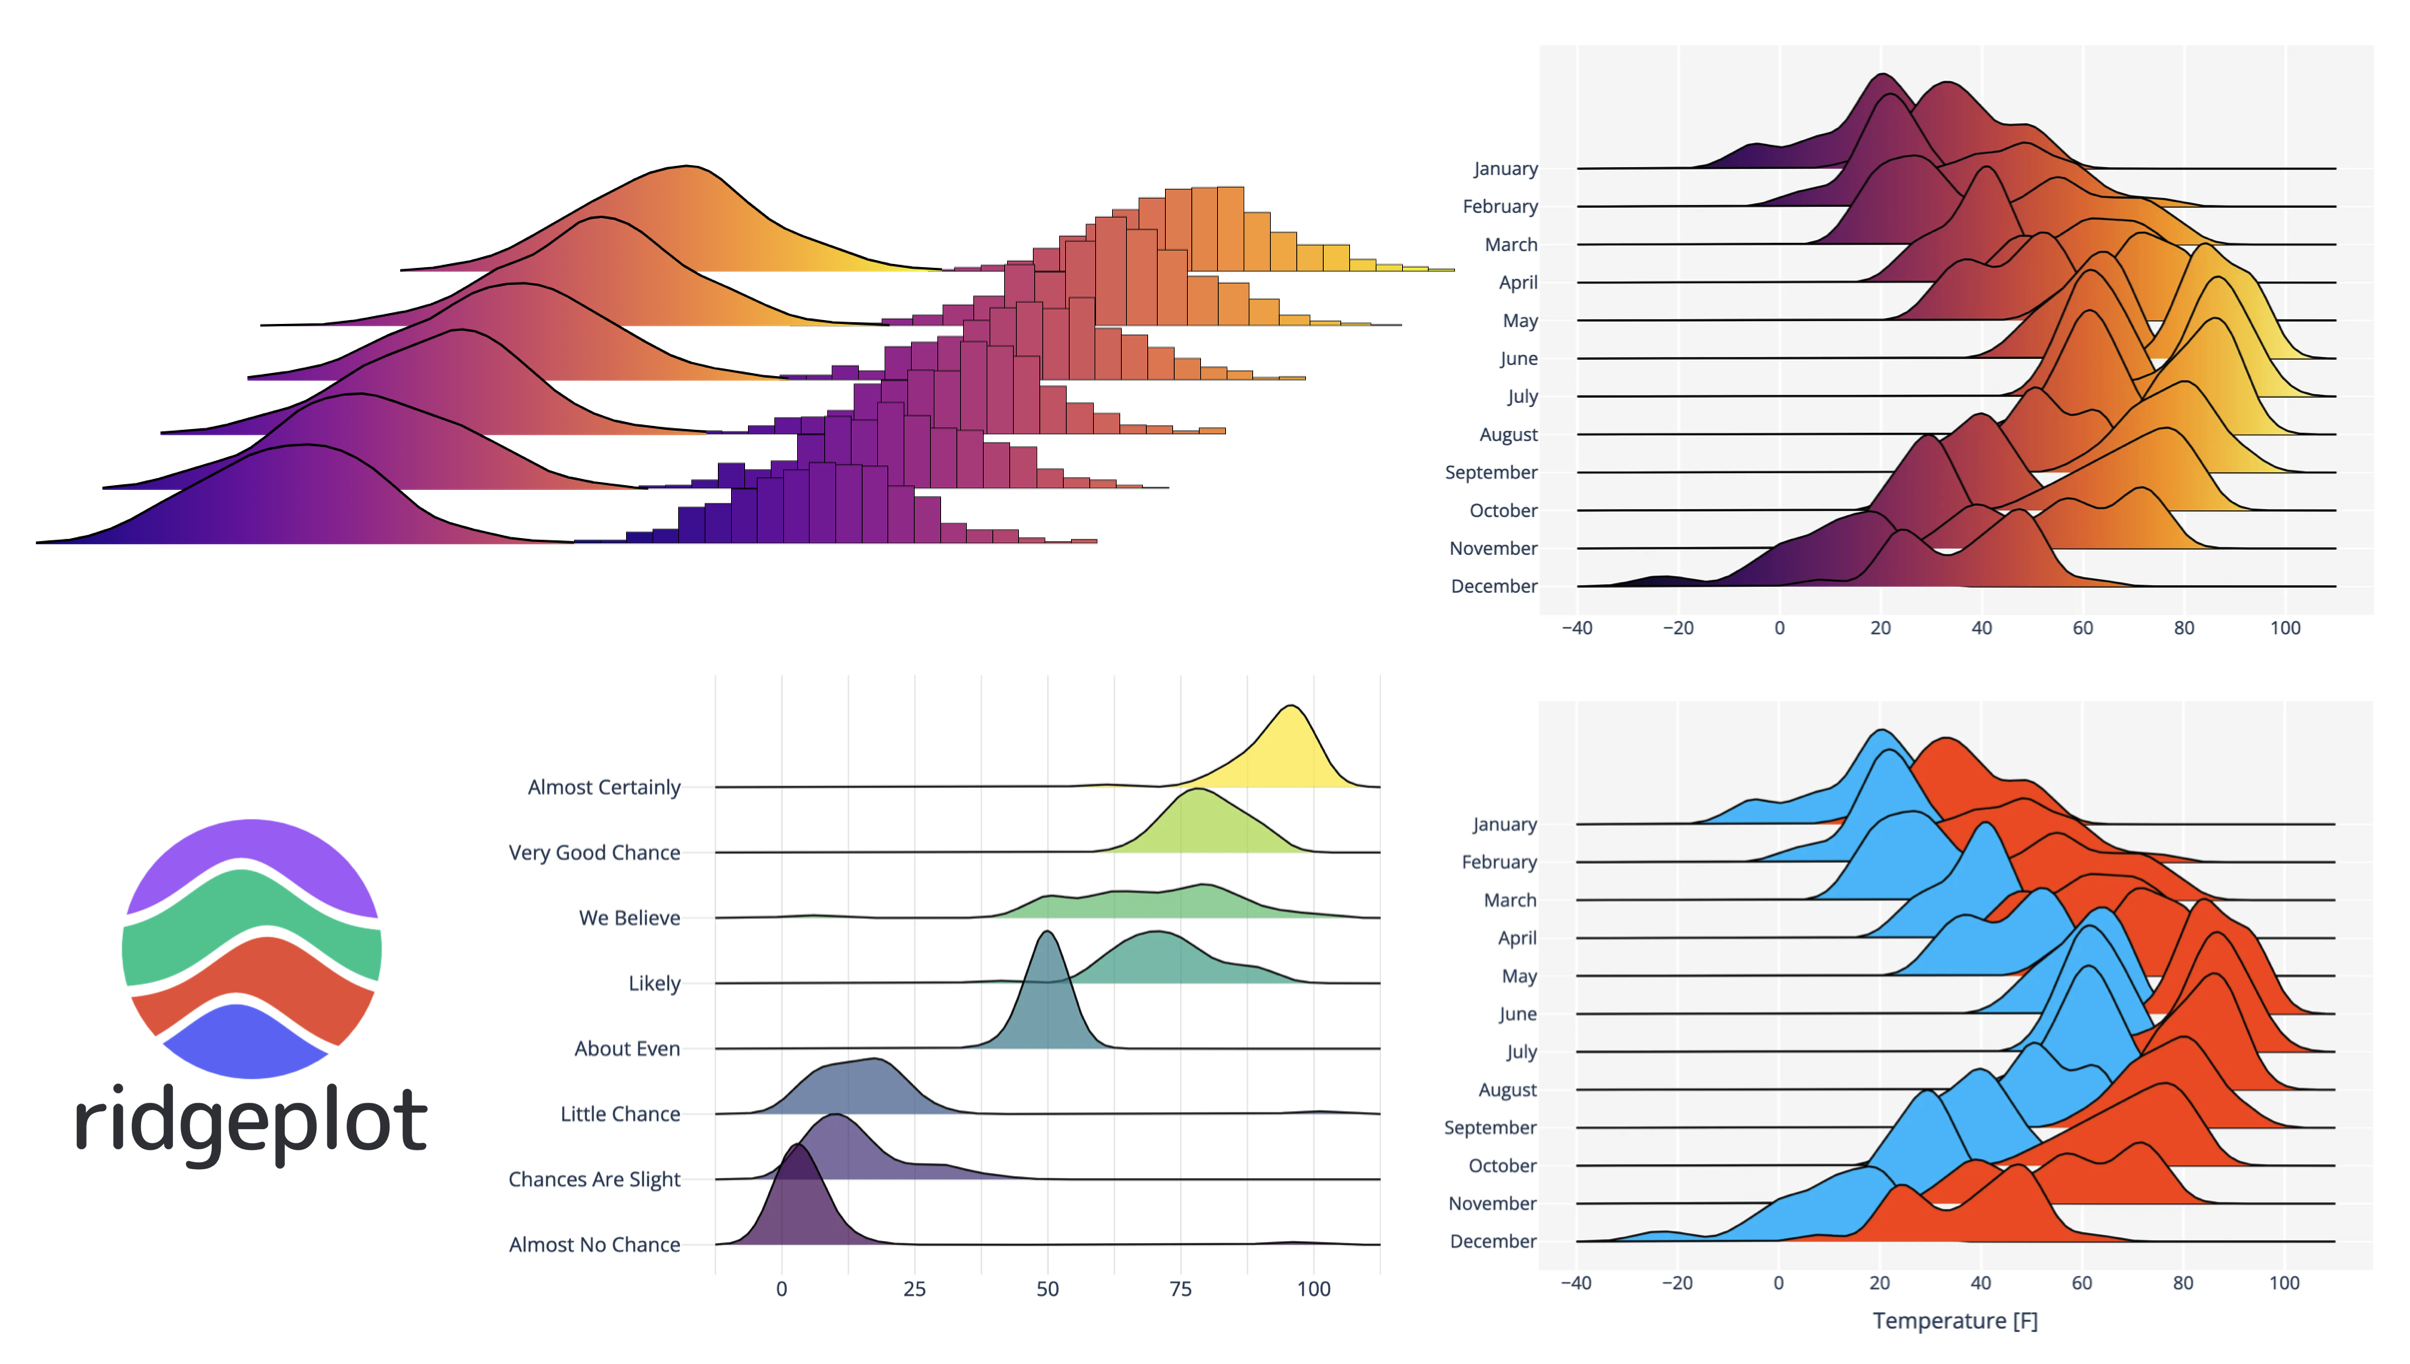 January
February
March
April
May
June
July
August
September
October
November
December
−40 −20 0 20 40 60 80 100
ridgeplot
Almost Certainly
Very Good Chance
We Believe
Likely
About Even
Little Chance
Chances Are Slight
Almost No Chance
0 25 50 75 100
January
February
March
April
May
June
July
August
September
October
November
December
−40 −20 0 20 40 60 80 100
Temperature [F]